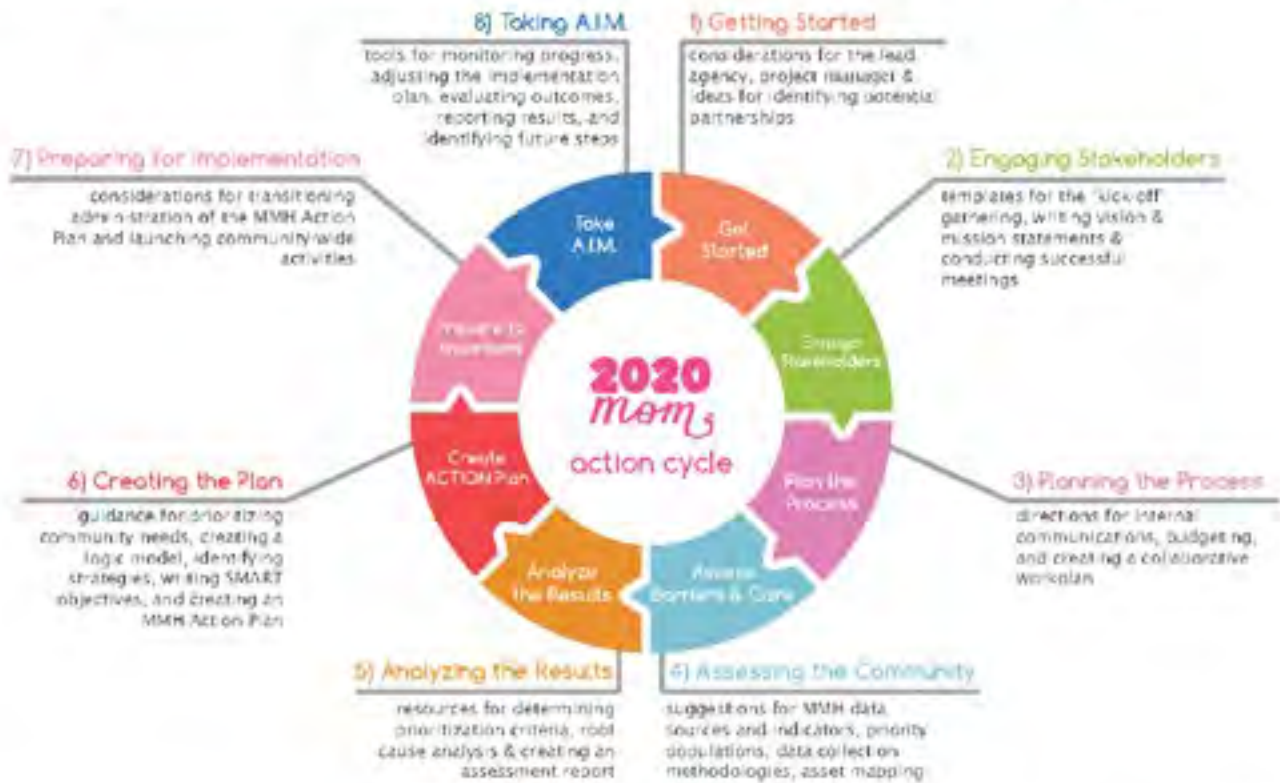 8) Taking A.I.M.
tools for monitoring progress,
adjusting the implementation
plan, evaluating outcomes,
reporting results, and
identifying future steps
1) Getting Started
considerations for the lead
agency, project manager &
ideas for identifying potential
partnerships
7) Preparing for Implementation
considerations for transitioning
administration of the MMH Action
Plan and launching communitywide
activities
2) Engaging Stakeholders
templates for the "kick off"
gathering, writing vision &
mission statements &
conducting successful
meetings
Take
A.I.M.
Get
Started
Prepare to
Engage
Stakeholders
2020
mom
action cycle
Create
ACTION Plan
Plan the
Process
Analyze
the Results
Assess
Barriers &
6) Creating the Plan
guidance for prioritizing
community needs, creating a
logic model, identifying
strategies, writing SMART
objectives, and creating an
MMH Action Plan
3) Planning the Process
directions for internal
communications, budgeting,
and creating a collaborative
workplan
5) Analyzing the Results
resources for determining
prioritization criteria, root
cause analysis & creating an
assessment report
4) Assessing the Community
suggestions for MMH data
sources and indicators, priority
populations, data collection
methodologies, asset mapping